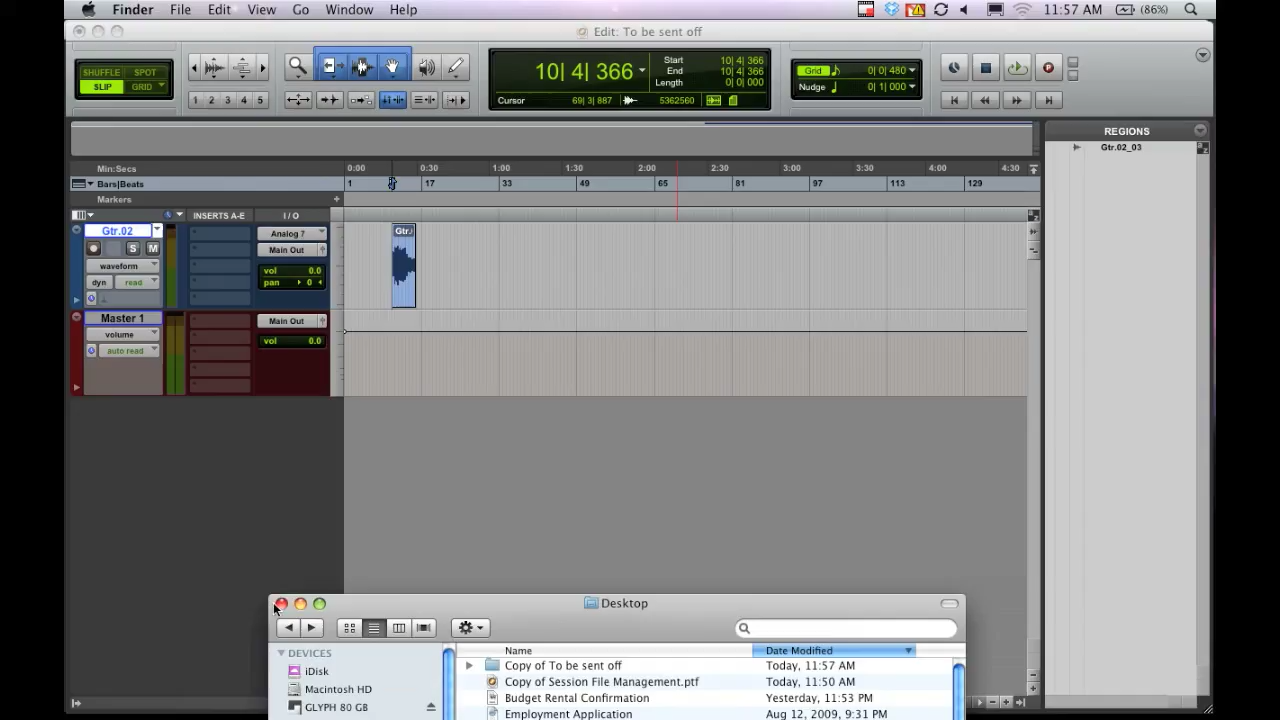 Finder File Edit View Go Window Help 11:57 AM (86%)
Edit: To be sent off
SHUFFLE SPOT
SLIP GRID
1 2 3 4 5
10| 4| 366
Start 10| 4| 366
End 10| 4| 366
Length 0| 0| 000
Cursor 69| 3| 887 5362560
Grid 0| 0| 480
Nudge 0| 1| 000
REGIONS
Gtr.02_03
Min:Secs 0:00 0:30 1:00 1:30 2:00 2:30 3:00 3:30 4:00 4:30
Bars|Beats 1 17 33 49 65 81 97 113 129
Markers
INSERTS A-E I / O
Gtr.02 Analog 7 Gtr.
S M Main Out
waveform
vol 0.0
dyn read pan 0
Master 1 Main Out
volume vol 0.0
auto read
Desktop
DEVICES
iDisk
Macintosh HD
GLYPH 80 GB
Name Date Modified
Copy of To be sent off Today, 11:57 AM
Copy of Session File Management.ptf Today, 11:50 AM
Budget Rental Confirmation Yesterday, 11:53 PM
Employment Application Aug 12, 2009, 9:31 PM